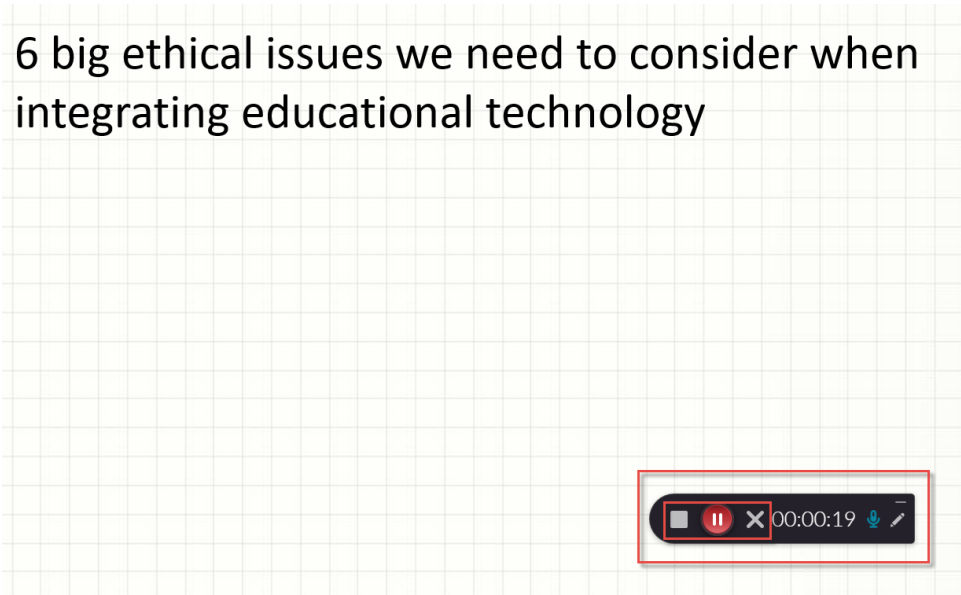 6 big ethical issues we need to consider when
integrating educational technology
00:00:19